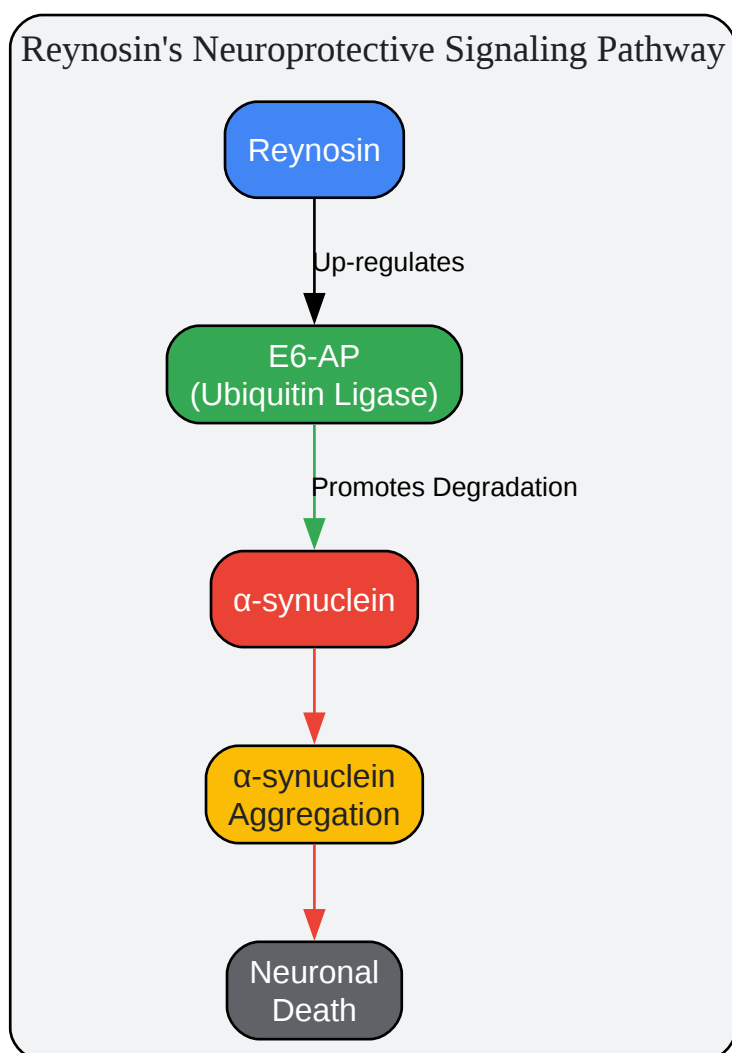 Reynosin's Neuroprotective Signaling Pathway
Reynosin
Up-regulates
E6-AP
(Ubiquitin Ligase)
Promotes Degradation
α-synuclein
α-synuclein
Aggregation
Neuronal
Death